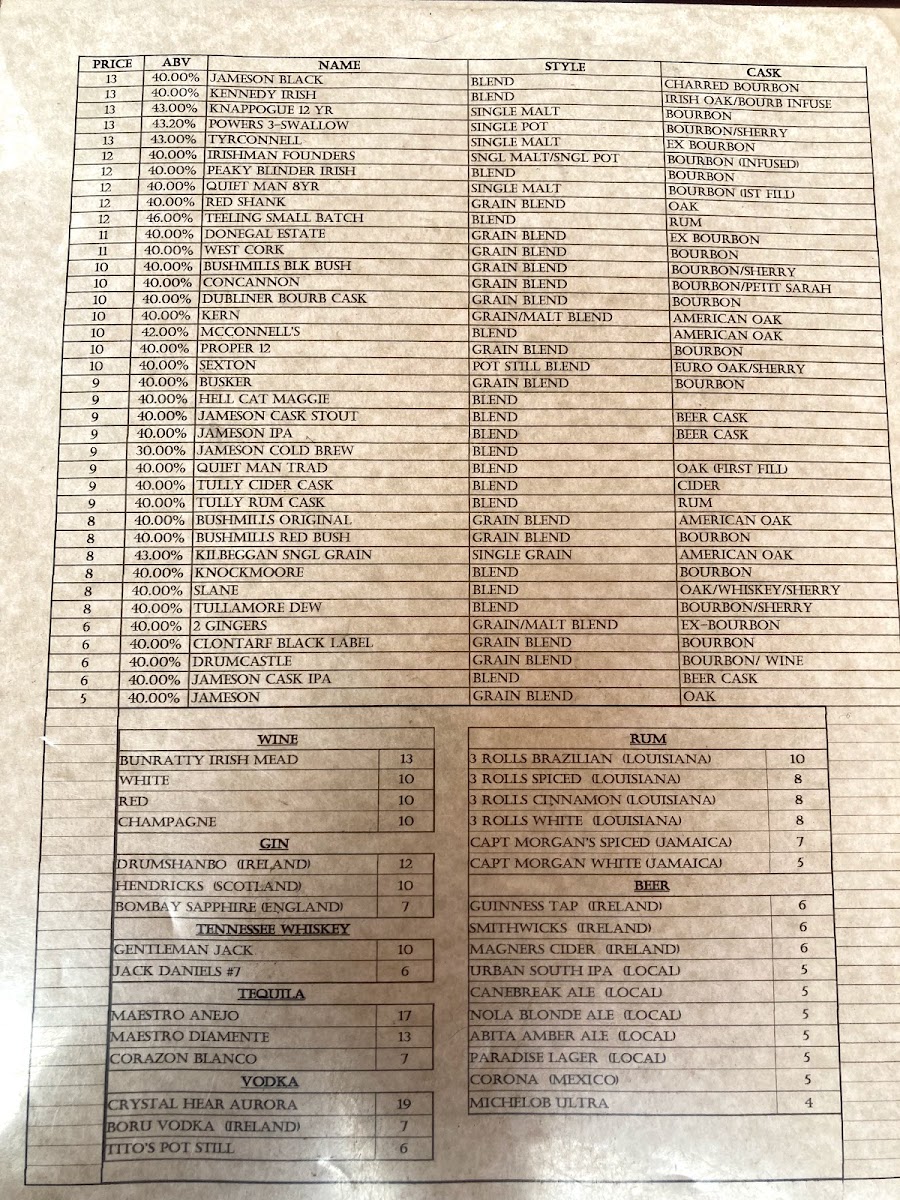 PRICE ABV NAME STYLE CASK
13 40.00% JAMESON BLACK BLEND CHARRED BOURBON
13 40.00% KENNEDY IRISH BLEND IRISH OAK/BOURB INFUSE
13 43.00% KNAPPOGUE 12 YR SINGLE MALT BOURBON
13 43.20% POWERS 3-SWALLOW SINGLE POT BOURBON/SHERRY
13 43.00% TYRCONNELL SINGLE MALT EX BOURBON
12 40.00% IRISHMAN FOUNDERS SNGL MALT/SNGL POT BOURBON (INFUSED)
12 40.00% PEAKY BLINDER IRISH BLEND BOURBON
12 40.00% QUIET MAN 8YR SINGLE MALT BOURBON (1ST FILL)
12 40.00% RED SHANK GRAIN BLEND OAK
12 46.00% TEELING SMALL BATCH BLEND RUM
11 40.00% DONEGAL ESTATE GRAIN BLEND EX BOURBON
11 40.00% WEST CORK GRAIN BLEND BOURBON
10 40.00% BUSHMILLS BLK BUSH GRAIN BLEND BOURBON/SHERRY
10 40.00% CONCANNON GRAIN BLEND BOURBON/PETIT SARAH
10 40.00% DUBLINER BOURB CASK GRAIN BLEND BOURBON
10 40.00% KERN GRAIN/MALT BLEND AMERICAN OAK
10 42.00% MCCONNELL'S BLEND AMERICAN OAK
10 40.00% PROPER 12 GRAIN BLEND BOURBON
10 40.00% SEXTON POT STILL BLEND EURO OAK/SHERRY
9 40.00% BUSKER GRAIN BLEND BOURBON
9 40.00% HELL CAT MAGGIE BLEND
9 40.00% JAMESON CASK STOUT BLEND BEER CASK
9 40.00% JAMESON IPA BLEND BEER CASK
9 30.00% JAMESON COLD BREW BLEND
9 40.00% QUIET MAN TRAD BLEND OAK (FIRST FILL)
9 40.00% TULLY CIDER CASK BLEND CIDER
9 40.00% TULLY RUM CASK BLEND RUM
8 40.00% BUSHMILLS ORIGINAL GRAIN BLEND AMERICAN OAK
8 40.00% BUSHMILLS RED BUSH GRAIN BLEND BOURBON
8 43.00% KILBEGGAN SNGL GRAIN SINGLE GRAIN AMERICAN OAK
8 40.00% KNOCKMOORE BLEND BOURBON
8 40.00% SLANE BLEND OAK/WHISKEY/SHERRY
8 40.00% TULLAMORE DEW BLEND BOURBON/SHERRY
6 40.00% 2 GINGERS GRAIN/MALT BLEND EX-BOURBON
6 40.00% CLONTARF BLACK LABEL GRAIN BLEND BOURBON
6 40.00% DRUMCASTLE GRAIN BLEND BOURBON/ WINE
6 40.00% JAMESON CASK IPA BLEND BEER CASK
5 40.00% JAMESON GRAIN BLEND OAK
WINE
BUNRATTY IRISH MEAD 13
WHITE 10
RED 10
CHAMPAGNE 10
GIN
DRUMSHANBO (IRELAND) 12
HENDRICKS (SCOTLAND) 10
BOMBAY SAPPHIRE (ENGLAND) 7
TENNESSEE WHISKEY
GENTLEMAN JACK 10
JACK DANIELS #7 6
TEQUILA
MAESTRO ANEJO 17
MAESTRO DIAMENTE 13
CORAZON BLANCO 7
VODKA
CRYSTAL HEAR AURORA 19
BORU VODKA (IRELAND) 7
TITO'S POT STILL 6
RUM
3 ROLLS BRAZILIAN (LOUISIANA) 10
3 ROLLS SPICED (LOUISIANA) 8
3 ROLLS CINNAMON (LOUISIANA) 8
3 ROLLS WHITE (LOUISIANA) 8
CAPT MORGAN'S SPICED (JAMAICA) 7
CAPT MORGAN WHITE (JAMAICA) 5
BEER
GUINNESS TAP (IRELAND) 6
SMITHWICKS (IRELAND) 6
MAGNERS CIDER (IRELAND) 6
URBAN SOUTH IPA (LOCAL) 5
CANEBREAK ALE (LOCAL) 5
NOLA BLONDE ALE (LOCAL) 5
ABITA AMBER ALE (LOCAL) 5
PARADISE LAGER (LOCAL) 5
CORONA (MEXICO) 5
MICHELOB ULTRA 4